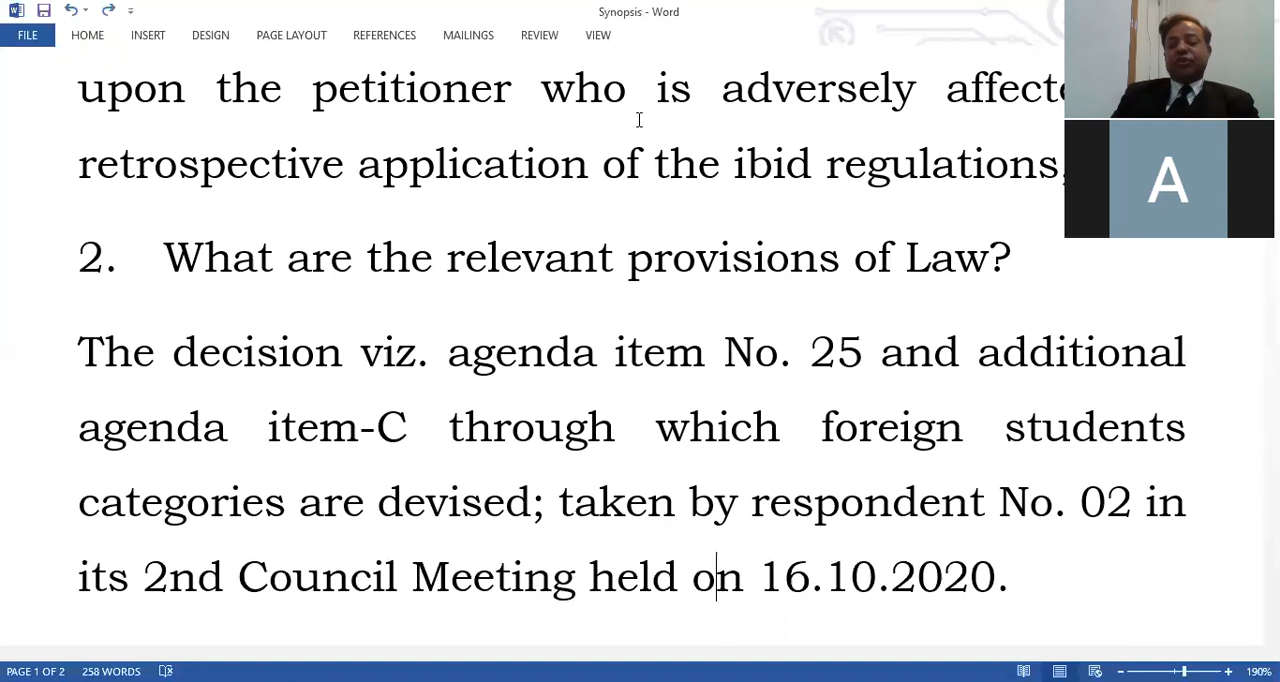 Synopsis - Word
FILE HOME INSERT DESIGN PAGE LAYOUT REFERENCES MAILINGS REVIEW VIEW
upon the petitioner who is adversely
retrospective application of the ibid regulations,
A
2. What are the relevant provisions of Law?
The decision viz. agenda item No. 25 and additional
agenda item-C through which foreign students
categories are devised; taken by respondent No. 02 in
its 2nd Council Meeting held on 16.10.2020.
PAGE 1 OF 2 258 WORDS 190%